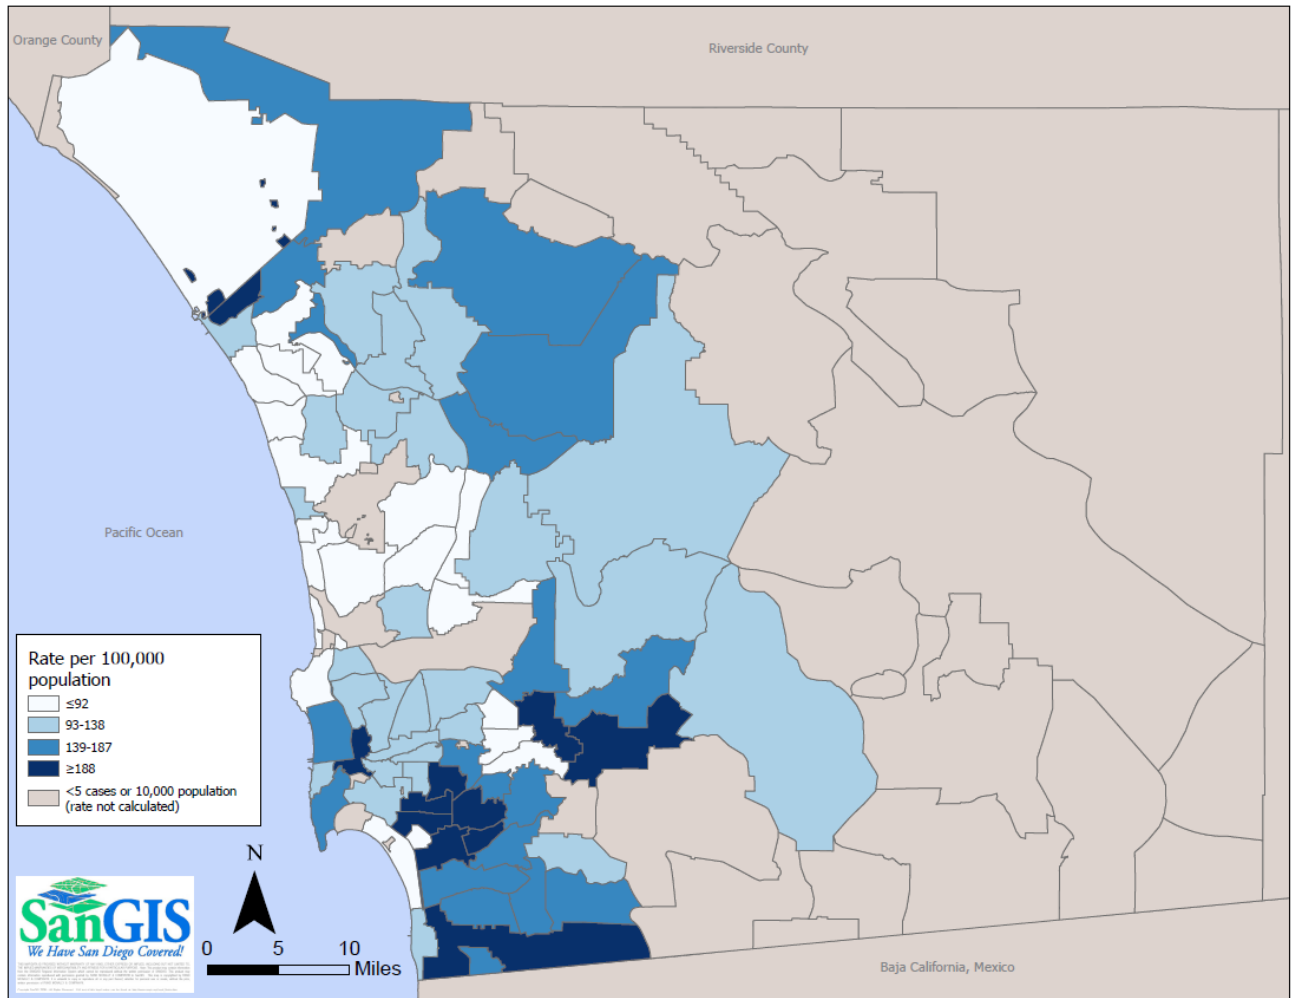 Orange County
Riverside County
Pacific Ocean
Rate per 100,000
population
≤92
93-138
139-187
≥188
<5 cases or 10,000 population
(rate not calculated)
N
SanGIS
We Have San Diego Covered!
0 5 10
Miles
Baja California, Mexico